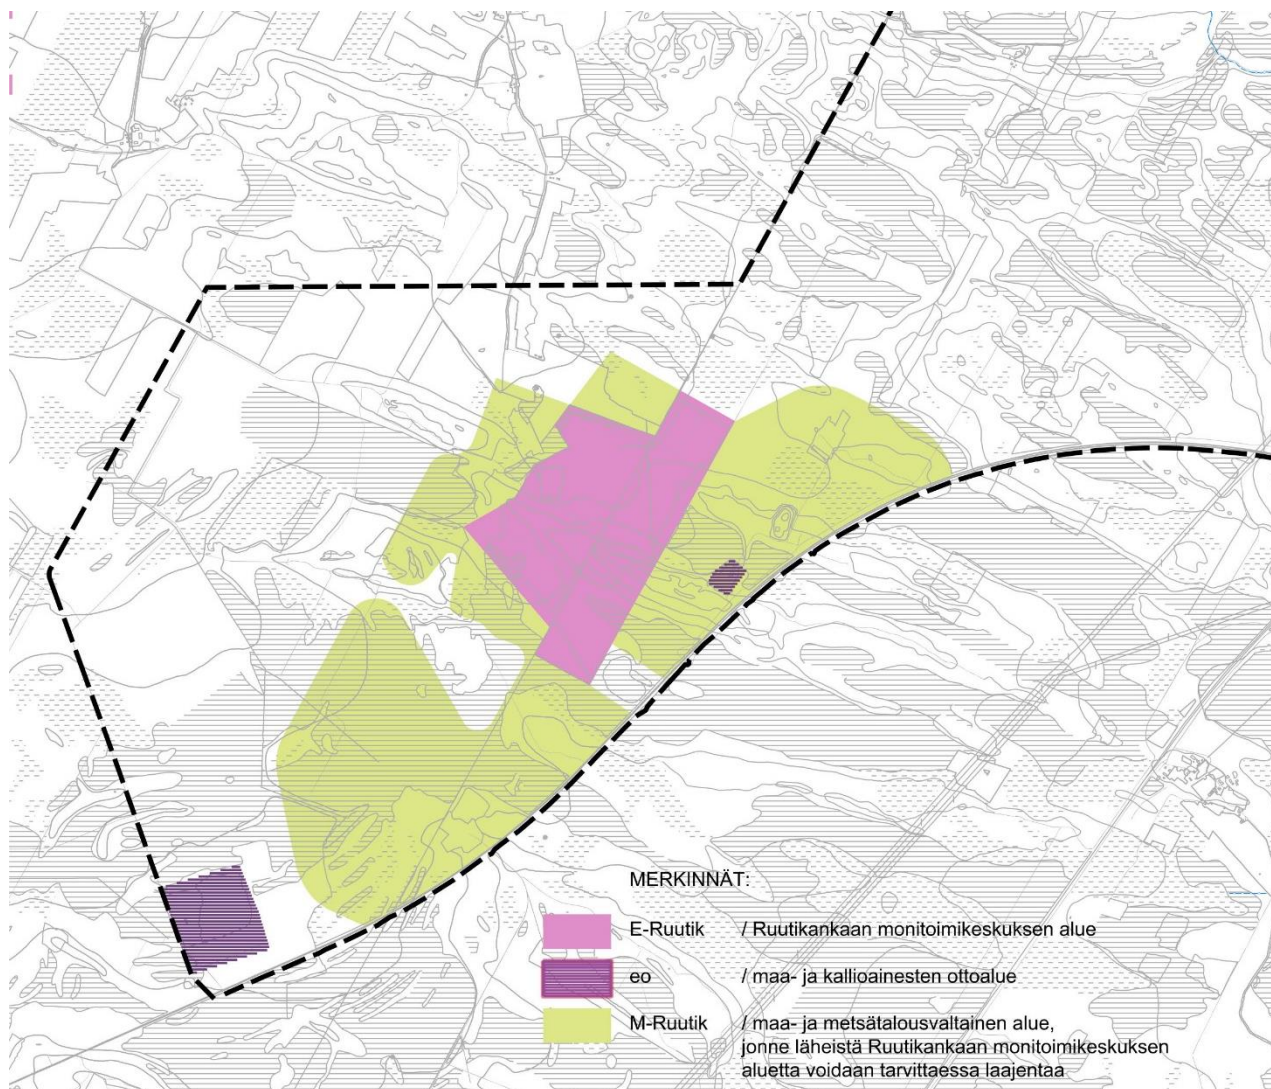 MERKINNÄT:
E-Ruutik / Ruutikankaan monitoimikeskuksen alue
eo / maa- ja kallioainesten ottoalue
M-Ruutik / maa- ja metsätalousvaltainen alue,
jonne läheistä Ruutikankaan monitoimikeskuksen
aluetta voidaan tarvittaessa laajentaa